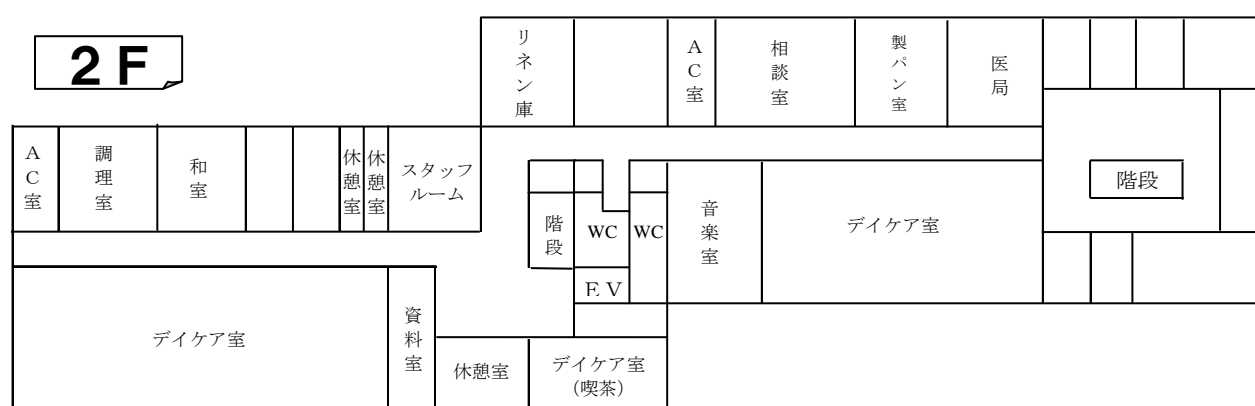 2F
リネン庫
AC室
相談室
製パン室
医局
AC室
調理室
和室
休憩室
休憩室
スタッフ
ルーム
階段
WC
WC
音楽室
デイケア室
階段
EV
デイケア室
資料室
休憩室
デイケア室
(喫茶)